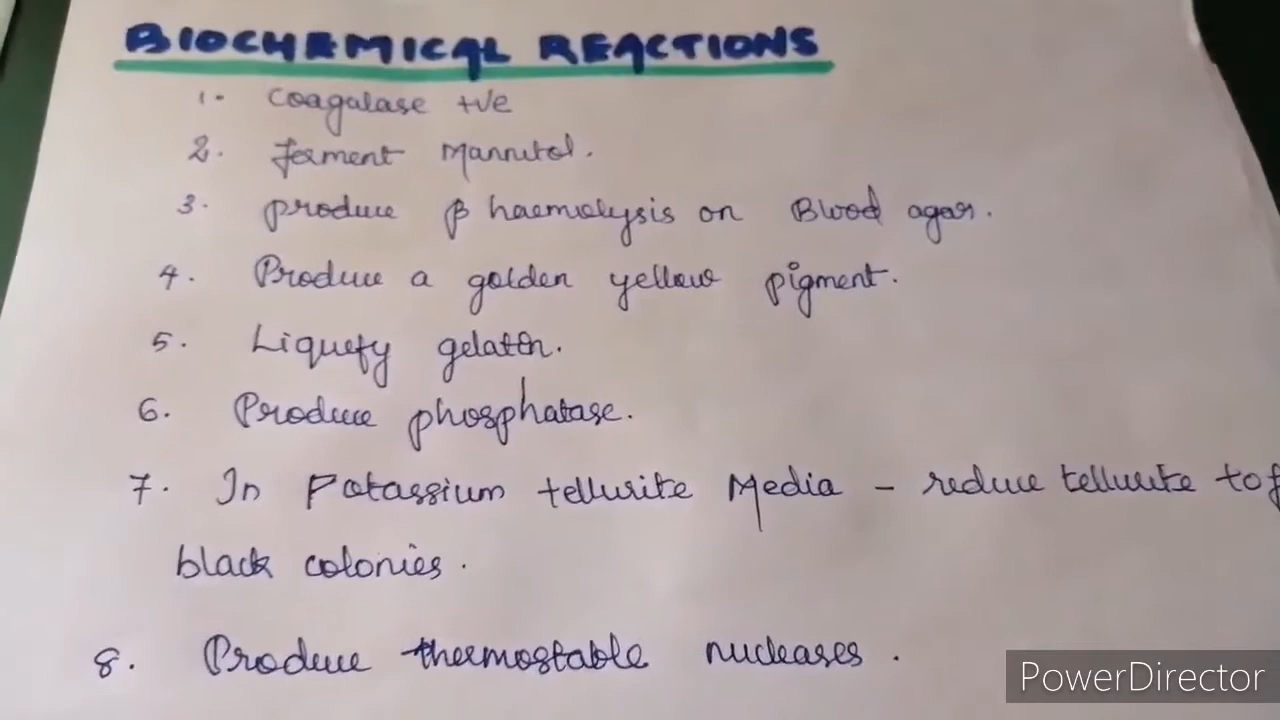 BIOCHEMICAL REACTIONS
1. Coagulase +ve
2. Ferment Mannitol.
3. produce β haemolysis on Blood agar.
4. Produce a golden yellow pigment.
5. Liquefy gelatin.
6. Produce phosphatase.
7. In Potassium tellurite Media - reduce tellurite to
black colonies.
8. Produce thermostable nucleases.
PowerDirector